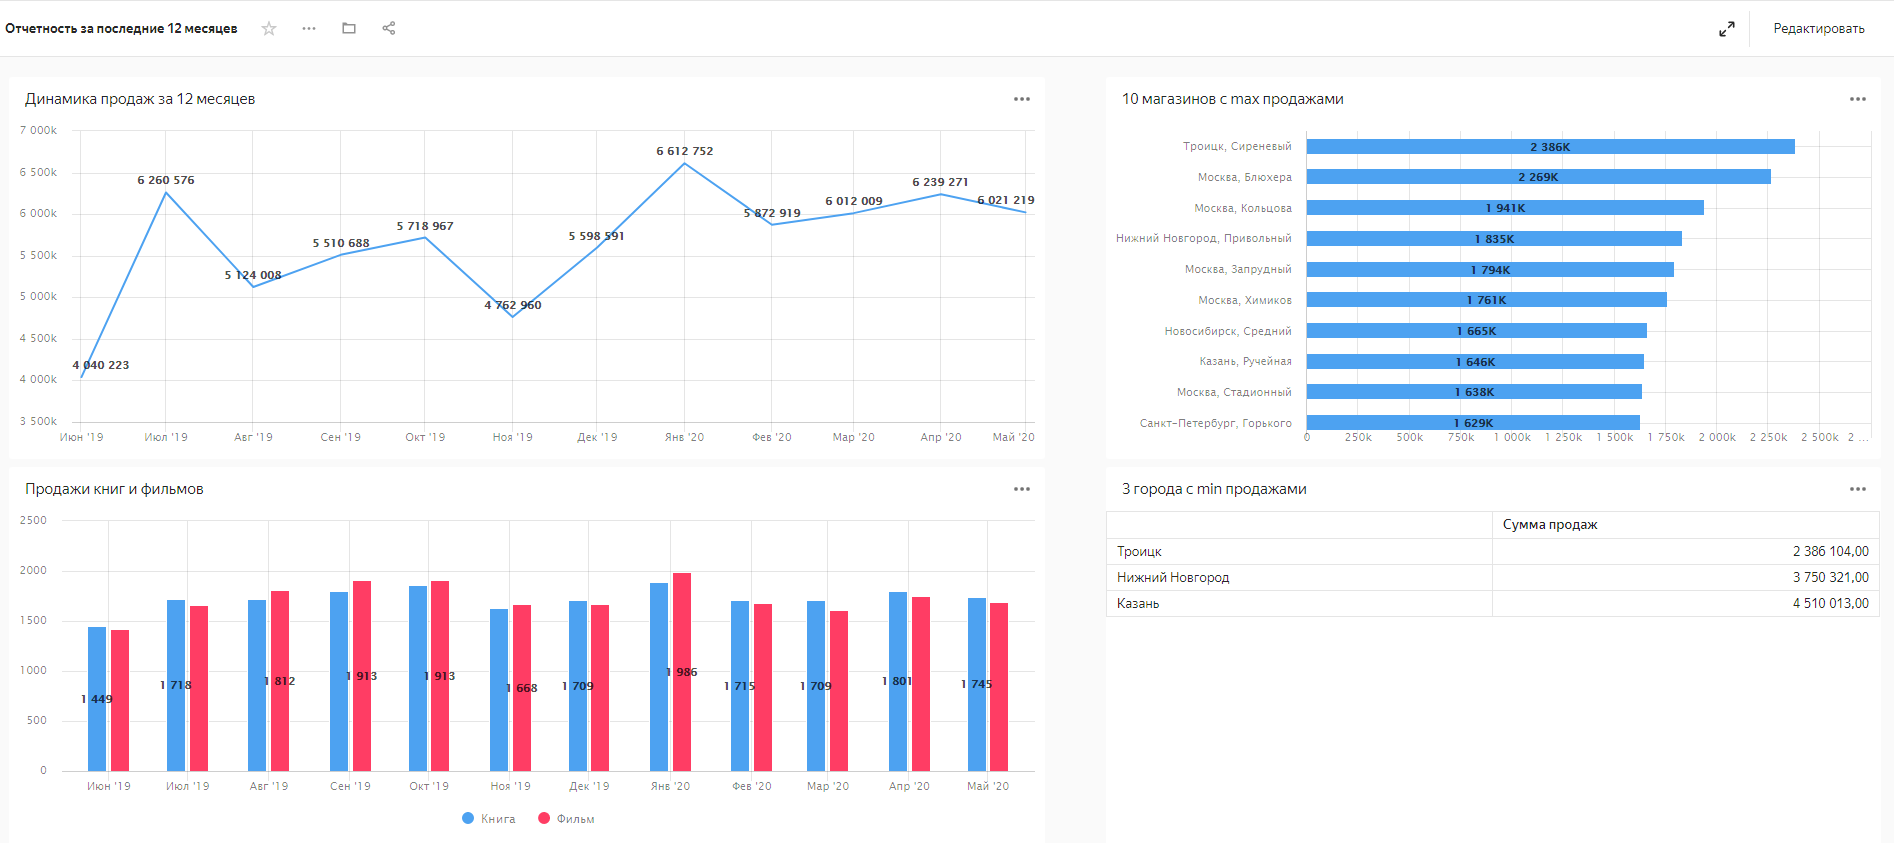 Отчетность за последние 12 месяцев
Редактировать
Динамика продаж за 12 месяцев
7 000k
6 500k
6 000k
5 500k
5 000k
4 500k
4 000k
3 500k
4 040 223
6 260 576
5 124 008
5 510 688
5 718 967
4 762 960
5 598 591
6 612 752
5 872 919
6 012 009
6 239 271
6 021 219
Июн '19 Июл '19 Авг '19 Сен '19 Окт '19 Ноя '19 Дек '19 Янв '20 Фев '20 Мар '20 Апр '20 Май '20
10 магазинов с max продажами
Троицк, Сиреневый 2 386K
Москва, Блюхера 2 269K
Москва, Кольцова 1 941K
Нижний Новгород, Привольный 1 835K
Москва, Запрудный 1 794K
Москва, Химиков 1 761K
Новосибирск, Средний 1 665K
Казань, Ручейная 1 646K
Москва, Стадионный 1 638K
Санкт-Петербург, Горького 1 629K
0 250k 500k 750k 1 000k 1 250k 1 500k 1 750k 2 000k 2 250k 2 500k 2 ...
Продажи книг и фильмов
2500
2000
1500
1000
500
0
1 449 1 718 1 812 1 913 1 913 1 668 1 709 1 986 1 715 1 709 1 801 1 745
Июн '19 Июл '19 Авг '19 Сен '19 Окт '19 Ноя '19 Дек '19 Янв '20 Фев '20 Мар '20 Апр '20 Май '20
Книга Фильм
3 города с min продажами
Сумма продаж
Троицк 2 386 104,00
Нижний Новгород 3 750 321,00
Казань 4 510 013,00